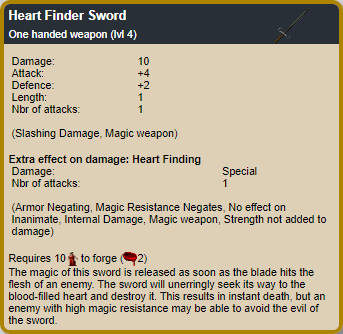 Heart Finder Sword
One handed weapon (lvl 4)
Damage: 10
Attack: +4
Defence: +2
Length: 1
Nbr of attacks: 1
(Slashing Damage, Magic weapon)
Extra effect on damage: Heart Finding
Damage: Special
Nbr of attacks: 1
(Armor Negating, Magic Resistance Negates, No effect on
Inanimate, Internal Damage, Magic weapon, Strength not added to
damage)
Requires 10 to forge (2)
The magic of this sword is released as soon as the blade hits the
flesh of an enemy. The sword will unerringly seek its way to the
blood-filled heart and destroy it. This results in instant death, but an
enemy with high magic resistance may be able to avoid the evil of
the sword.